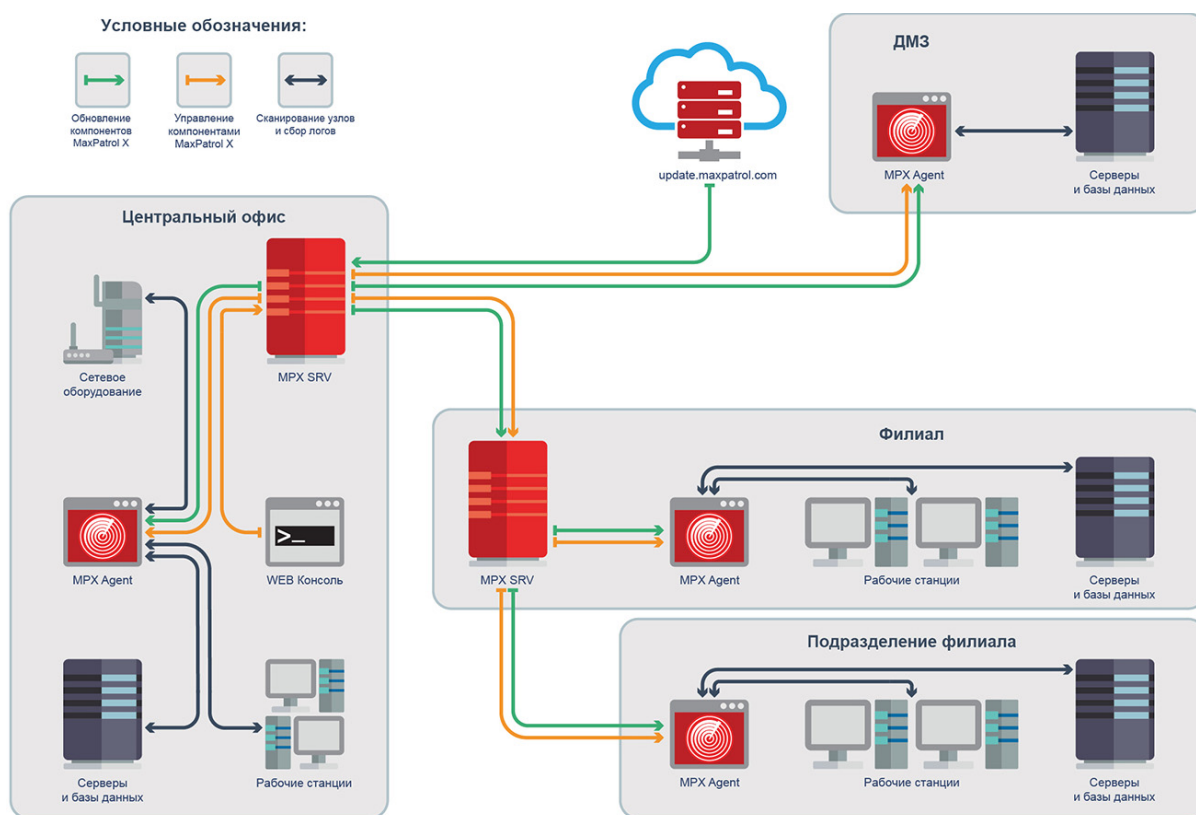 Условные обозначения:
Обновление
компонентов
MaxPatrol X
Управление
компонентами
MaxPatrol X
Сканирование узлов
и сбор логов
update.maxpatrol.com
ДМЗ
MPX Agent
Серверы
и базы данных
Центральный офис
Сетевое
оборудование
MPX SRV
MPX Agent
>_
WEB Консоль
Серверы
и базы данных
Рабочие станции
Филиал
MPX SRV
MPX Agent
Рабочие станции
Серверы
и базы данных
Подразделение филиала
MPX Agent
Рабочие станции
Серверы
и базы данных